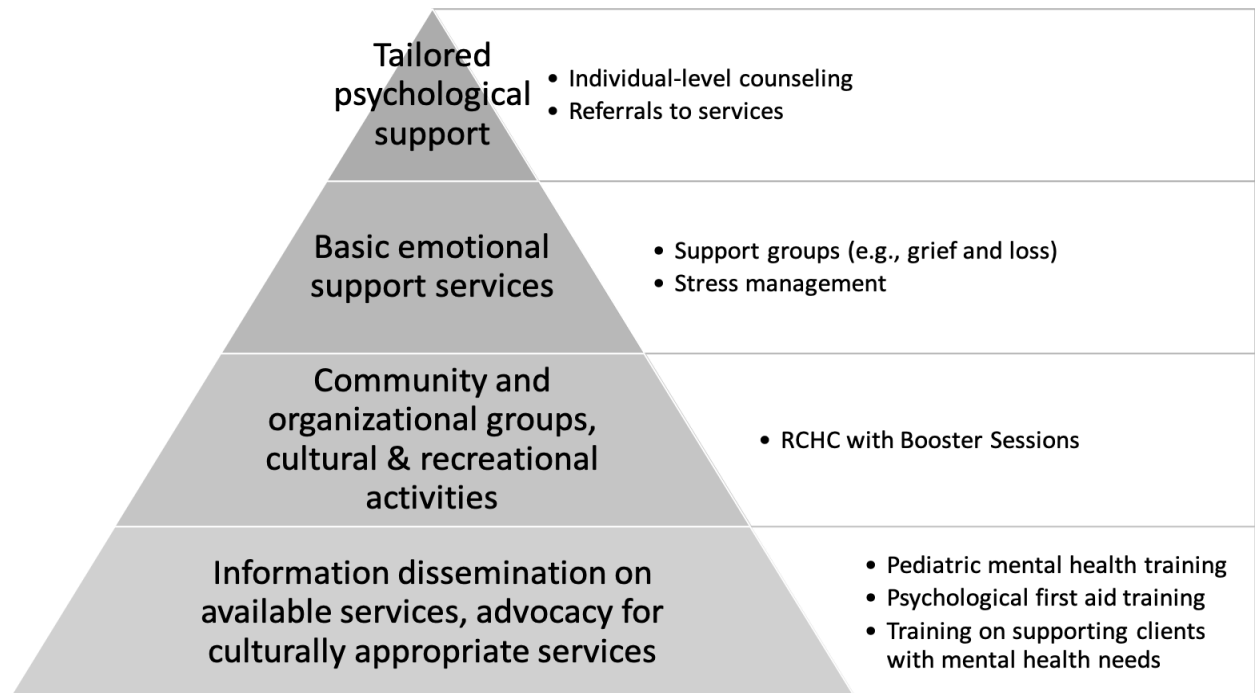 Tailored
psychological
support
• Individual-level counseling
• Referrals to services
Basic emotional
support services
• Support groups (e.g., grief and loss)
• Stress management
Community and
organizational groups,
cultural & recreational
activities
• RCHC with Booster Sessions
Information dissemination on
available services, advocacy for
culturally appropriate services
• Pediatric mental health training
• Psychological first aid training
• Training on supporting clients
with mental health needs